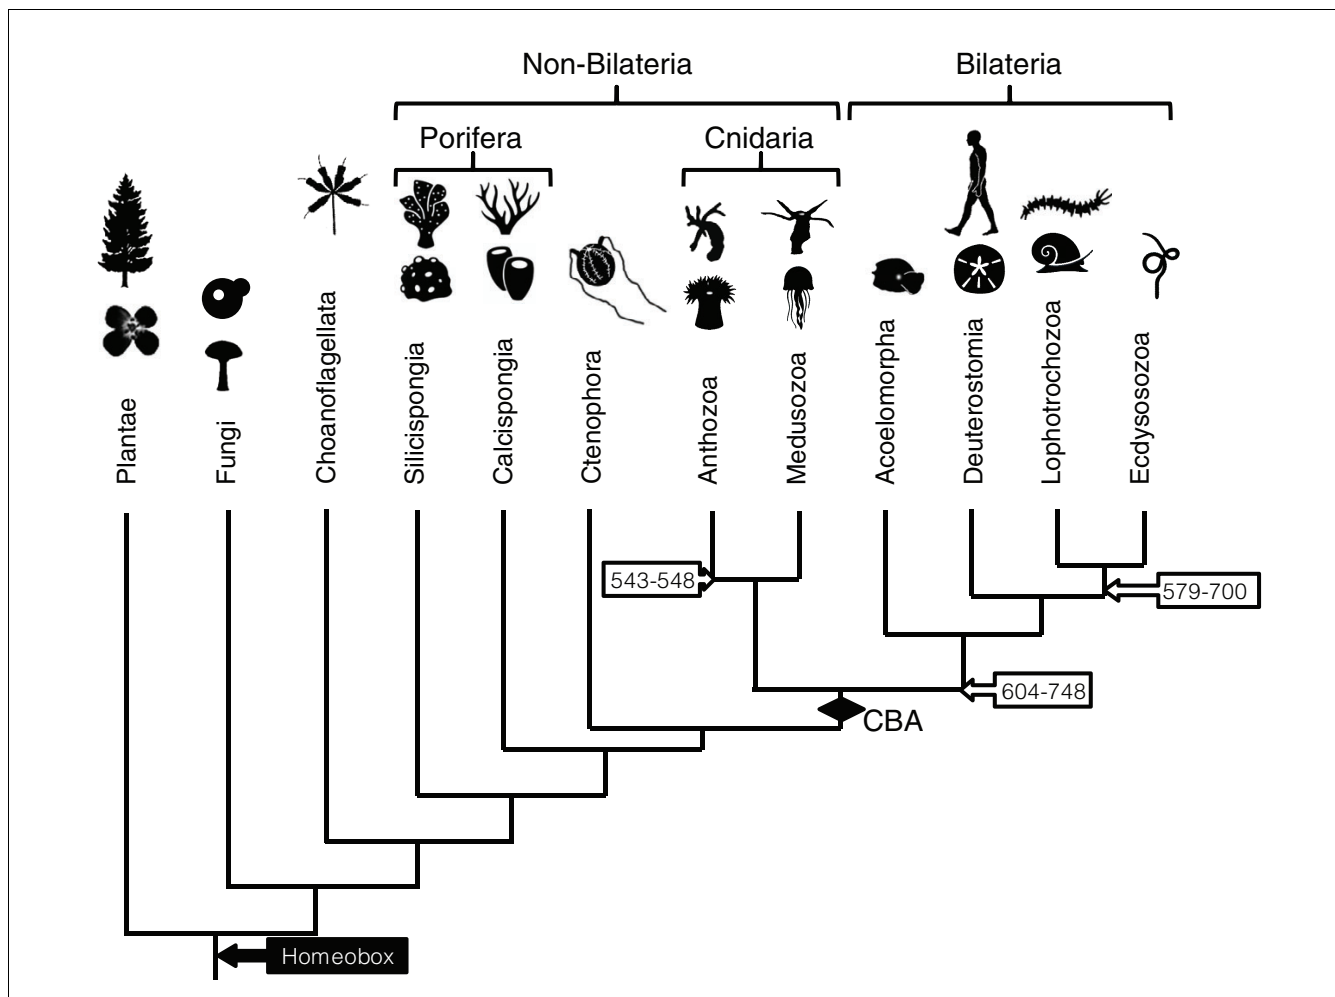 Non-Bilateria
Bilateria
Porifera
Cnidaria
Plantae
Fungi
Choanoflagellata
Silicispongia
Calcispongia
Ctenophora
Anthozoa
Medusozoa
Acoelomorpha
Deuterostomia
Lophotrochozoa
Ecdysosozoa
543-548
579-700
604-748
CBA
Homeobox